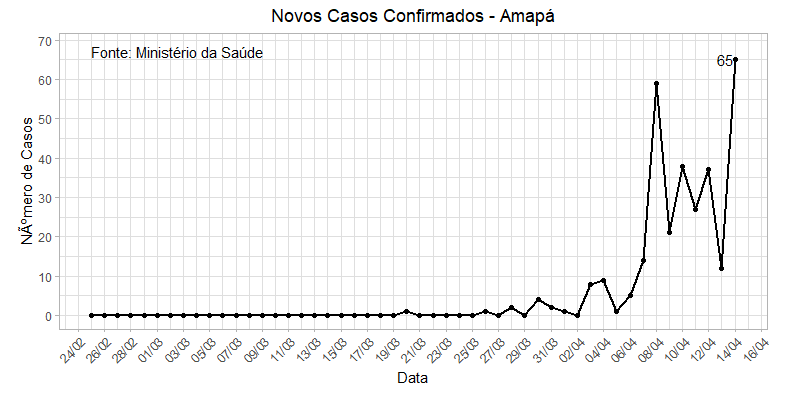 Novos Casos Confirmados - Amapá
Fonte: Ministério da Saúde
65
70
60
50
40
30
20
10
0
NÃºmero de Casos
24/02 26/02 28/02 01/03 03/03 05/03 07/03 09/03 11/03 13/03 15/03 17/03 19/03 21/03 23/03 25/03 27/03 29/03 31/03 02/04 04/04 06/04 08/04 10/04 12/04 14/04 16/04
Data